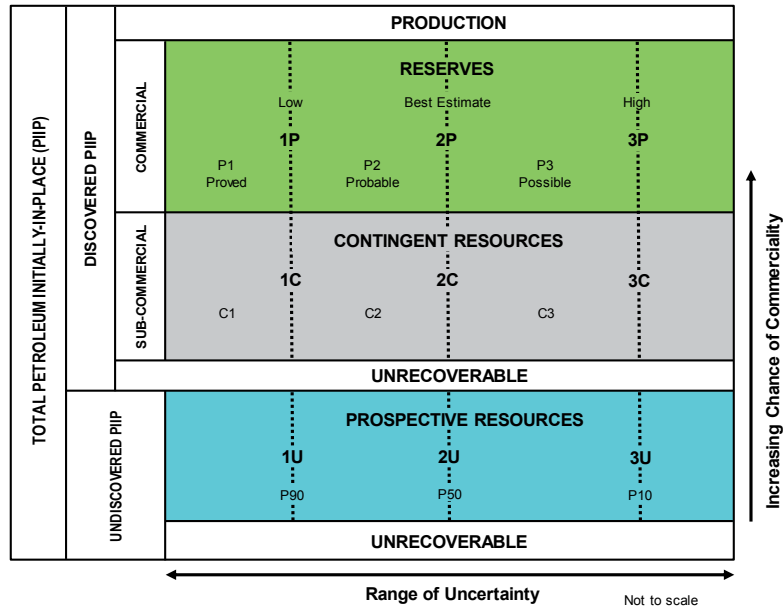 PRODUCTION
RESERVES
Low Best Estimate High
1P 2P 3P
P1 P2 P3
Proved Probable Possible
CONTINGENT RESOURCES
1C 2C 3C
C1 C2 C3
UNRECOVERABLE
PROSPECTIVE RESOURCES
1U 2U 3U
P90 P50 P10
UNRECOVERABLE
TOTAL PETROLEUM INITIALLY-IN-PLACE (PIIP)
DISCOVERED PIIP
UNDISCOVERED PIIP
COMMERCIAL
SUB-COMMERCIAL
Increasing Chance of Commerciality
Range of Uncertainty
Not to scale